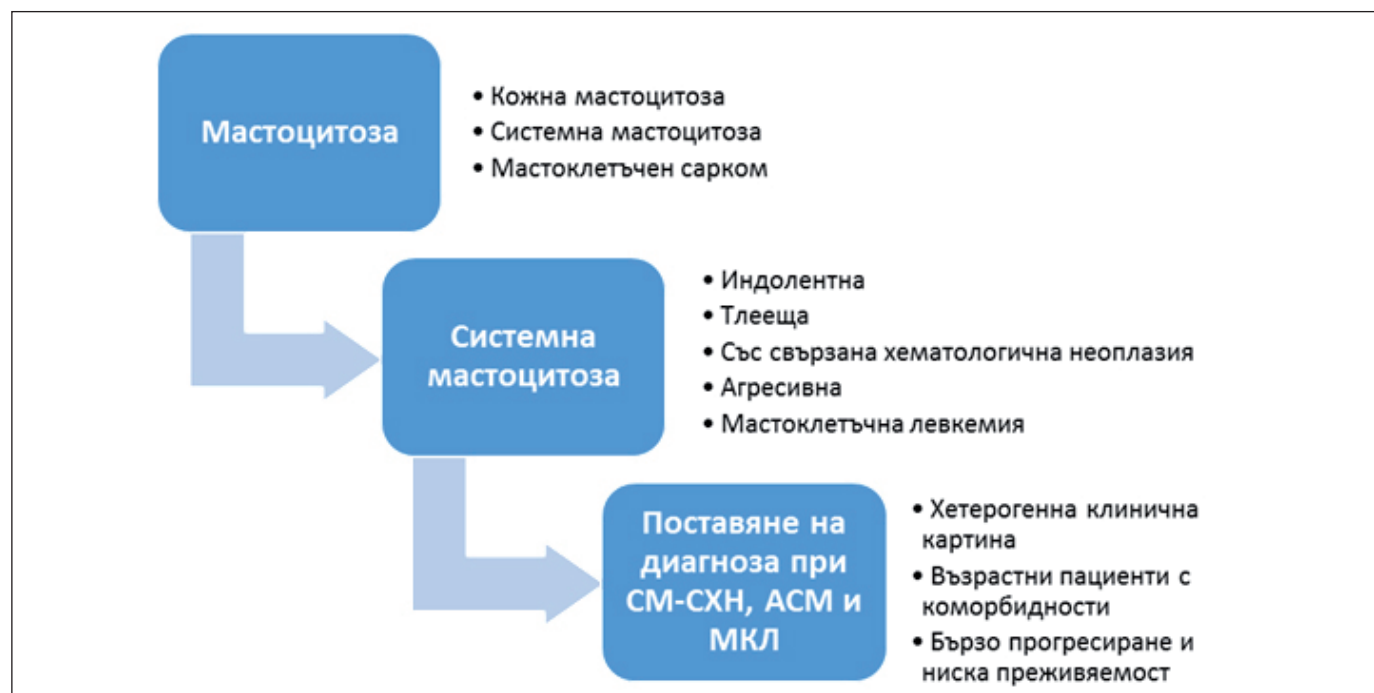 Мастоцитоза
• Кожна мастоцитоза
• Системна мастоцитоза
• Мастоклетъчен сарком
Системна
мастоцитоза
• Индолентна
• Тлееща
• Със свързана хематологична неоплазия
• Агресивна
• Мастоклетъчна левкемия
Поставяне на
диагноза при
СМ-СХН, АСМ и
МКЛ
• Хетерогенна клинична
картина
• Възрастни пациенти с
коморбидности
• Бързо прогресиране и
ниска преживяемост